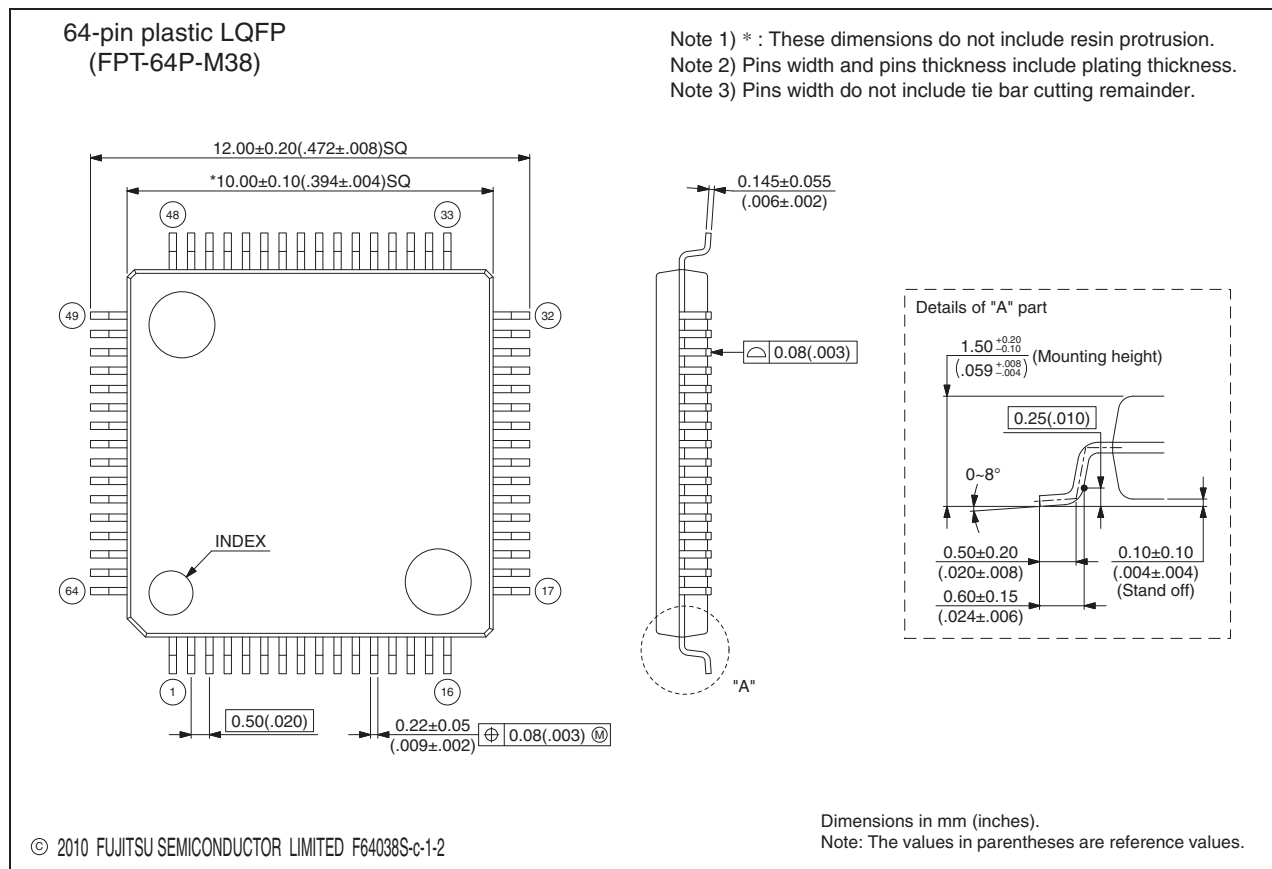 64-pin plastic LQFP
(FPT-64P-M38)
Note 1) * : These dimensions do not include resin protrusion.
Note 2) Pins width and pins thickness include plating thickness.
Note 3) Pins width do not include tie bar cutting remainder.
12.00±0.20(.472±.008)SQ
*10.00±0.10(.394±.004)SQ
48
33
49
32
INDEX
64
17
1
16
0.50(.020)
0.22±0.05
(.009±.002)
⌖ 0.08(.003) Ⓜ
0.145±0.055
(.006±.002)
⌓ 0.08(.003)
"A"
Details of "A" part
1.50 +0.20 −0.10 (Mounting height)
(.059 +.008 −.004)
0.25(.010)
0~8°
0.50±0.20
(.020±.008)
0.60±0.15
(.024±.006)
0.10±0.10
(.004±.004)
(Stand off)
© 2010 FUJITSU SEMICONDUCTOR LIMITED F64038S-c-1-2
Dimensions in mm (inches).
Note: The values in parentheses are reference values.